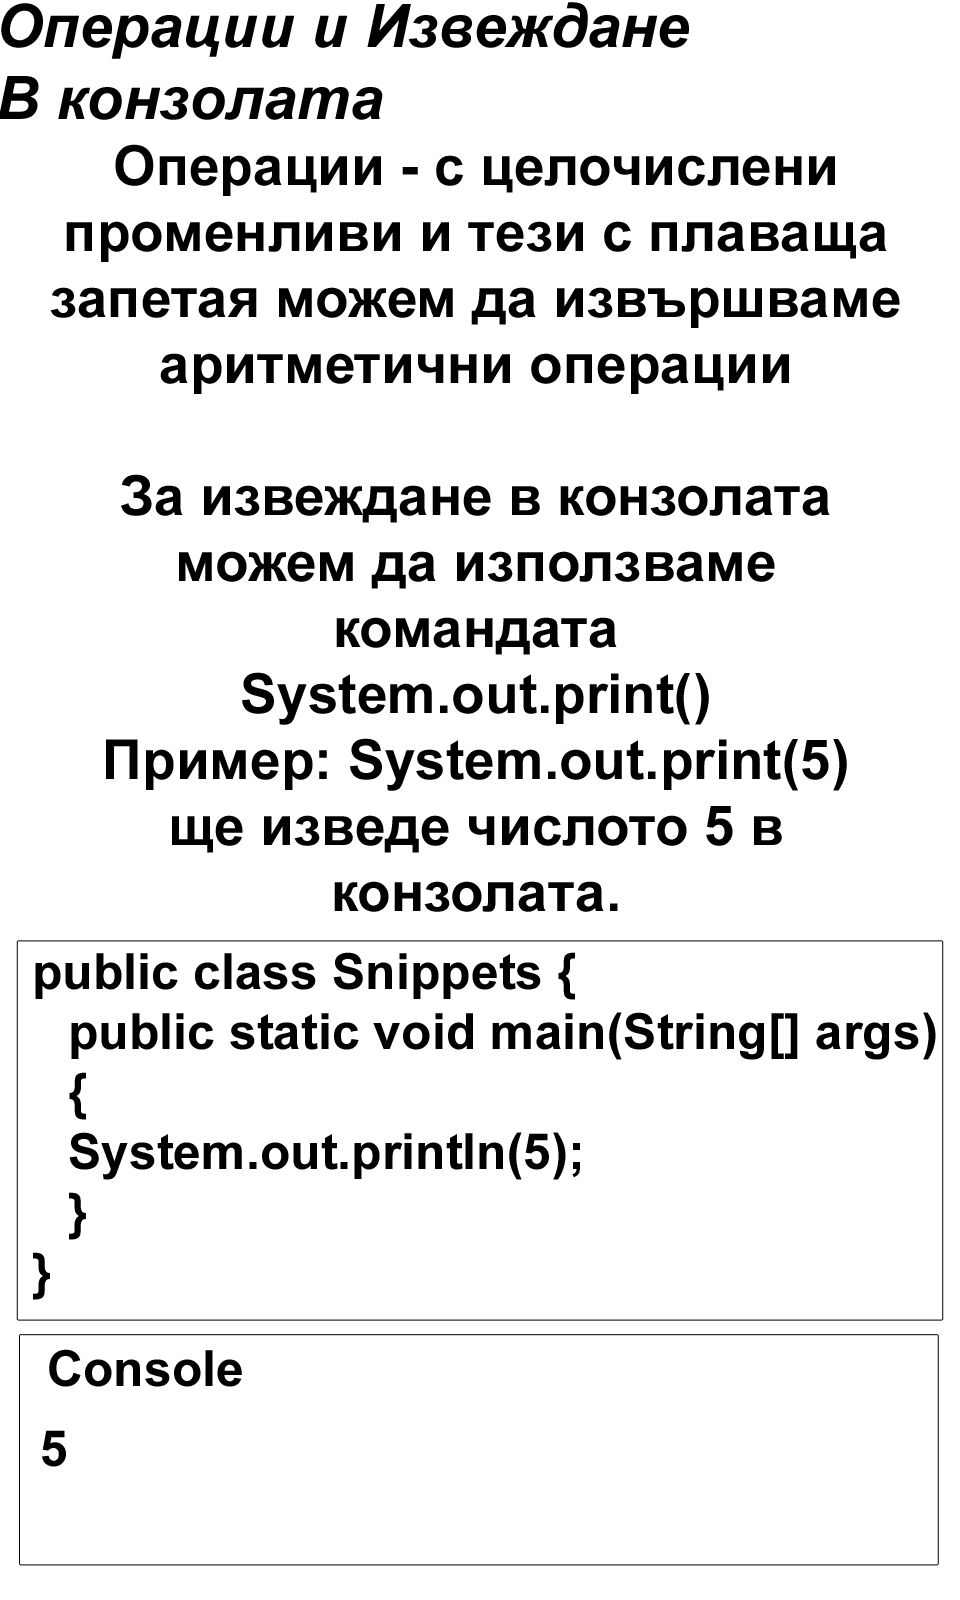 Операции и Извеждане
В конзолата
Операции - с целочислени
променливи и тези с плаваща
запетая можем да извършваме
аритметични операции
За извеждане в конзолата
можем да използваме
командата
System.out.print()
Пример: System.out.print(5)
ще изведе числото 5 в
конзолата.
public class Snippets {
public static void main(String[] args)
{
System.out.println(5);
}
}
Console
5